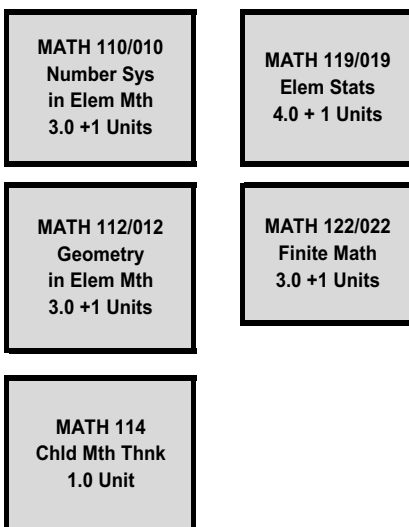 MATH 110/010
Number Sys
in Elem Mth
3.0 +1 Units
MATH 119/019
Elem Stats
4.0 + 1 Units
MATH 112/012
Geometry
in Elem Mth
3.0 +1 Units
MATH 122/022
Finite Math
3.0 +1 Units
MATH 114
Chld Mth Thnk
1.0 Unit